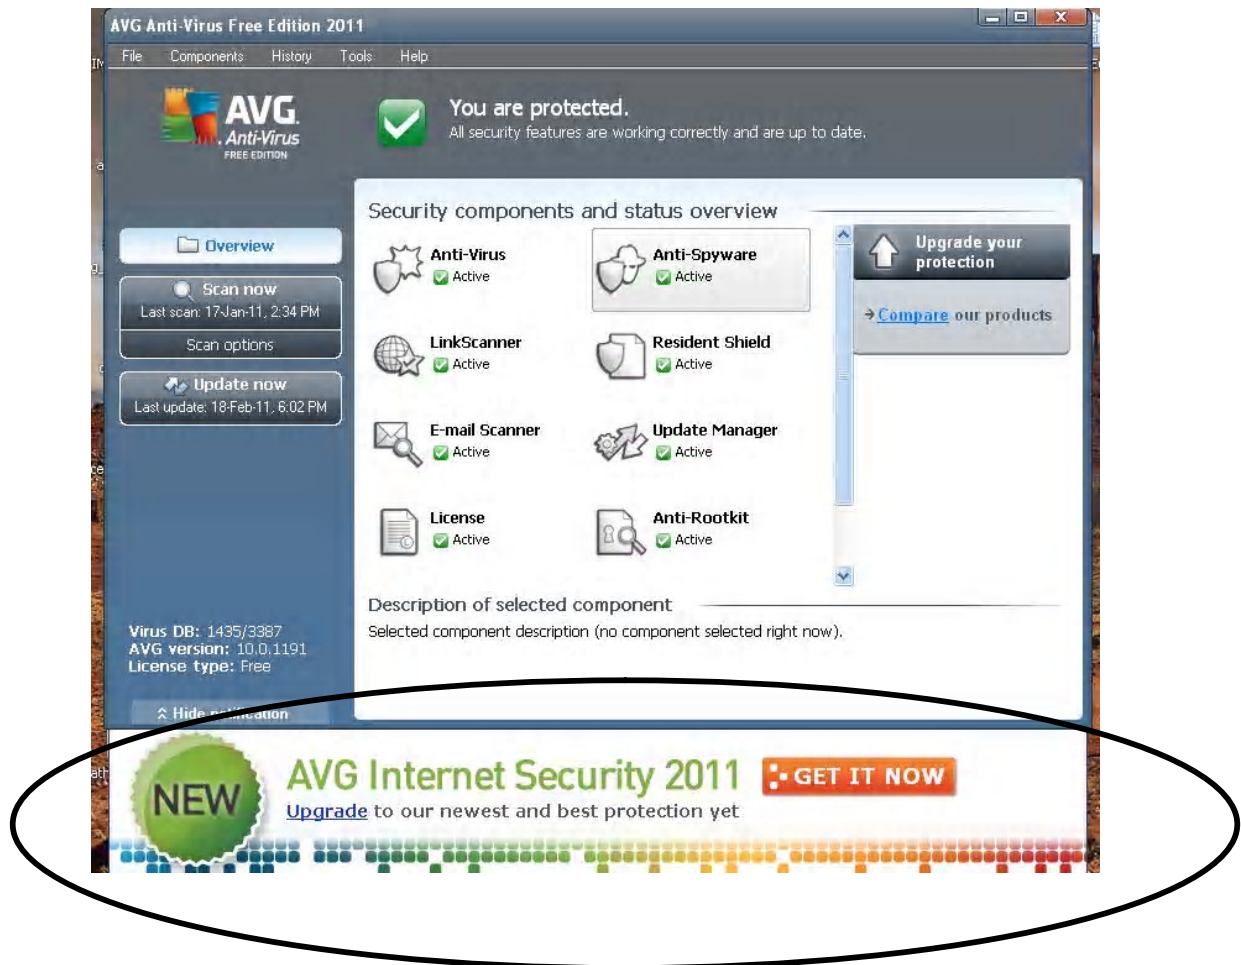 AVG Anti-Virus Free Edition 2011
File Components History Tools Help
AVG.
Anti-Virus
FREE EDITION
You are protected.
All security features are working correctly and are up to date.
Overview
Scan now
Last scan: 17-Jan-11, 2:34 PM
Scan options
Update now
Last update: 18-Feb-11, 6:02 PM
Virus DB: 1435/3387
AVG version: 10.0.1191
License type: Free
Hide notification
Security components and status overview
Anti-Virus
Active
Anti-Spyware
Active
LinkScanner
Active
Resident Shield
Active
E-mail Scanner
Active
Update Manager
Active
License
Active
Anti-Rootkit
Active
Upgrade your
protection
Compare our products
Description of selected component
Selected component description (no component selected right now).
NEW
AVG Internet Security 2011
GET IT NOW
Upgrade to our newest and best protection yet